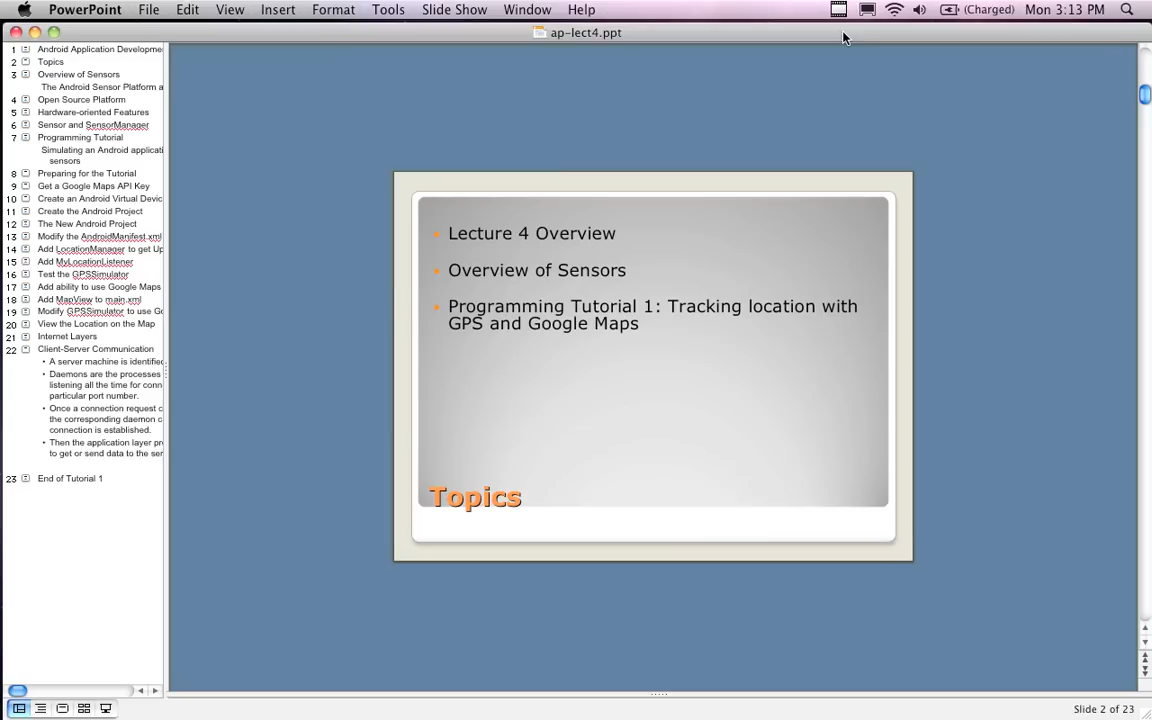 PowerPoint File Edit View Insert Format Tools Slide Show Window Help (Charged) Mon 3:13 PM
ap-lect4.ppt
1 Android Application Developme
2 Topics
3 Overview of Sensors
The Android Sensor Platform a
4 Open Source Platform
5 Hardware-oriented Features
6 Sensor and SensorManager
7 Programming Tutorial
Simulating an Android applicati
sensors
8 Preparing for the Tutorial
9 Get a Google Maps API Key
10 Create an Android Virtual Devic
11 Create the Android Project
12 The New Android Project
13 Modify the AndroidManifest.xml
14 Add LocationManager to get Up
15 Add MyLocationListener
16 Test the GPSSimulator
17 Add ability to use Google Maps
18 Add MapView to main.xml
19 Modify GPSSimulator to use Go
20 View the Location on the Map
21 Internet Layers
22 Client-Server Communication
• A server machine is identifie
• Daemons are the processes
listening all the time for conn
particular port number.
• Once a connection request c
the corresponding daemon c
connection is established.
• Then the application layer pr
to get or send data to the ser
23 End of Tutorial 1
• Lecture 4 Overview
• Overview of Sensors
• Programming Tutorial 1: Tracking location with
GPS and Google Maps
Topics
Slide 2 of 23